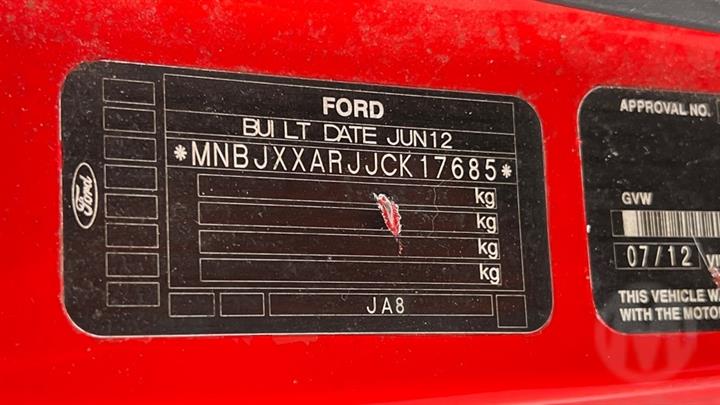 FORD
BUILT DATE JUN12
*MNBJXXARJJCK17685*
kg
kg
kg
kg
JA8
Ford
APPROVAL NO.
GVW
07/12
THIS VEHICLE W
WITH THE MOTO